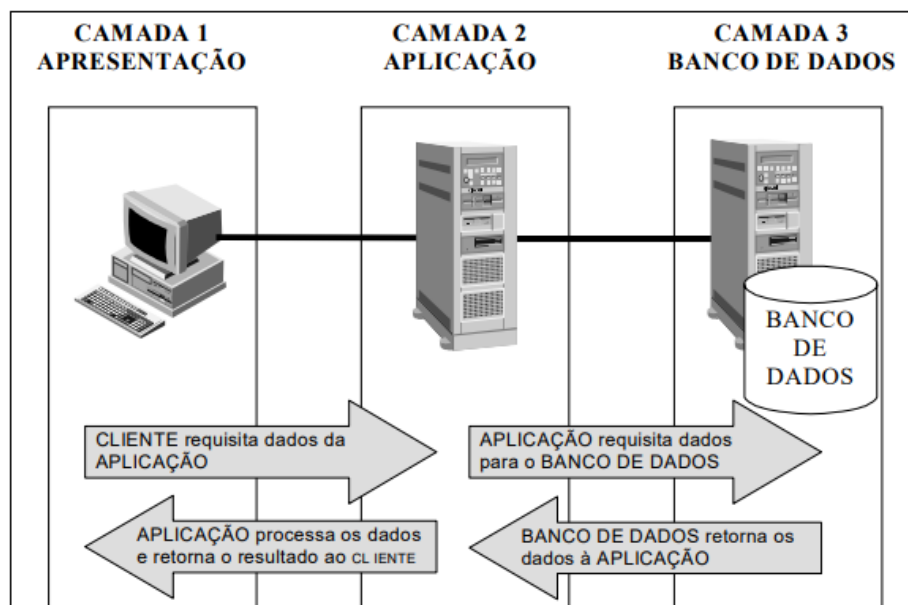 CAMADA 1
APRESENTAÇÃO
CAMADA 2
APLICAÇÃO
CAMADA 3
BANCO DE DADOS
BANCO
DE
DADOS
CLIENTE requisita dados da
APLICAÇÃO
APLICAÇÃO requisita dados
para o BANCO DE DADOS
APLICAÇÃO processa os dados
e retorna o resultado ao CLIENTE
BANCO DE DADOS retorna os
dados à APLICAÇÃO